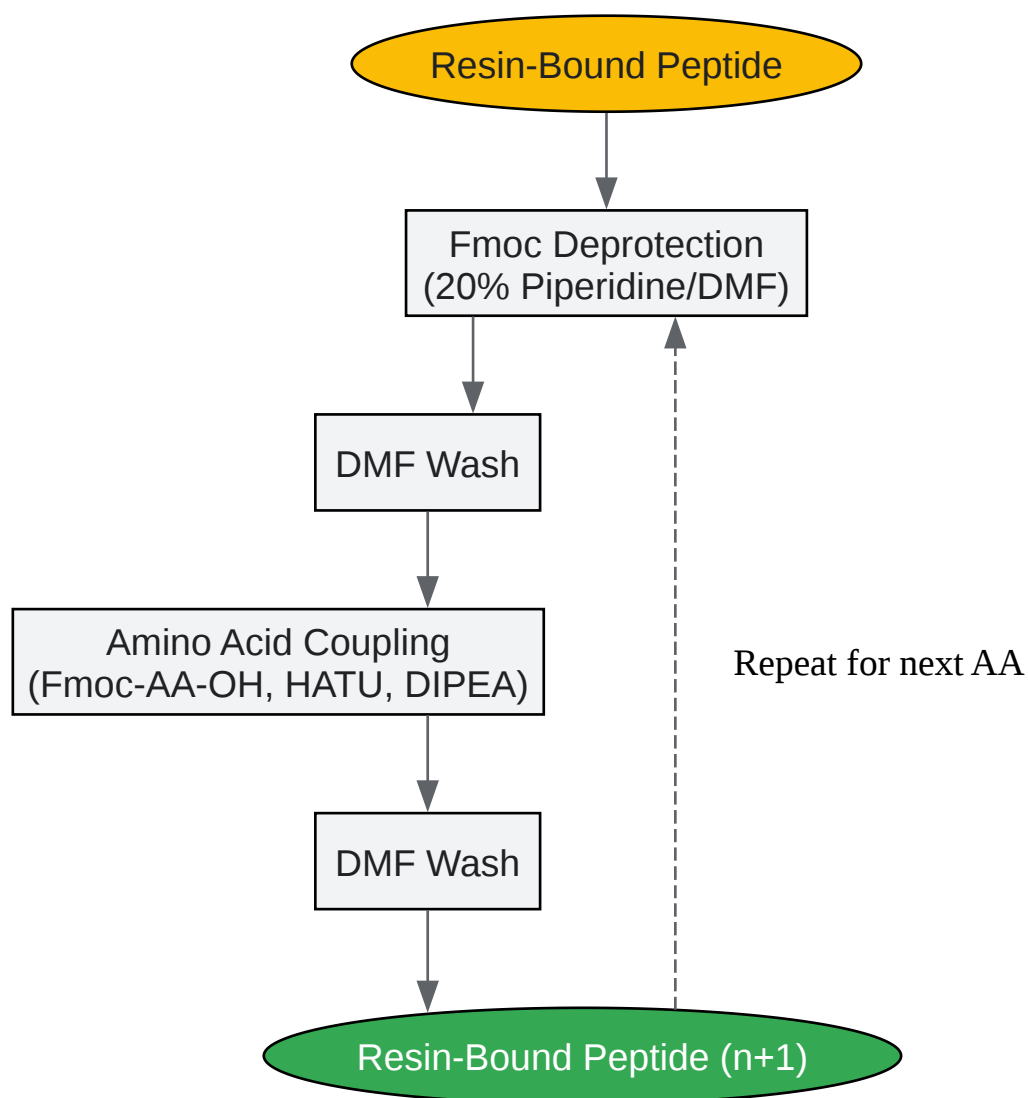 Resin-Bound Peptide
Fmoc Deprotection
(20% Piperidine/DMF)
DMF Wash
Amino Acid Coupling
(Fmoc-AA-OH, HATU, DIPEA)
Repeat for next AA
DMF Wash
Resin-Bound Peptide (n+1)